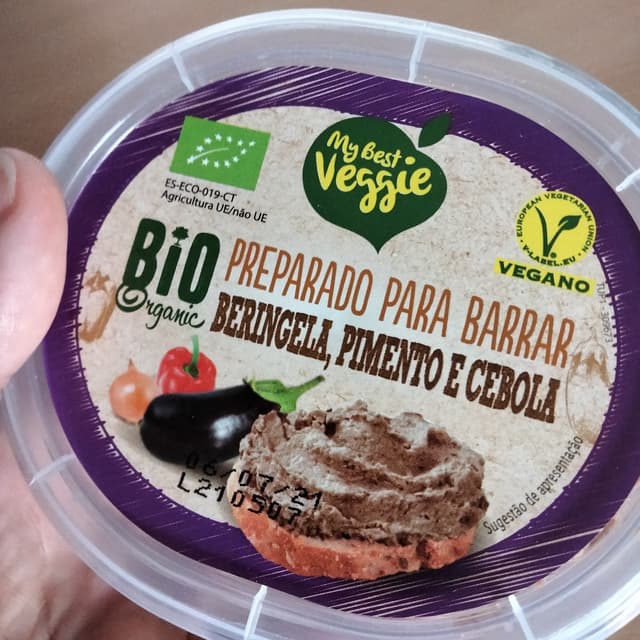 My Best
Veggie
ES-ECO-019-CT
Agricultura UE/não UE
EUROPEAN VEGETARIAN UNION
V-LABEL.EU
VEGANO
BIO
Organic
PREPARADO PARA BARRAR
BERINGELA, PIMENTO E CEBOLA
06/07/21
L210507
Sugestão de apresentação